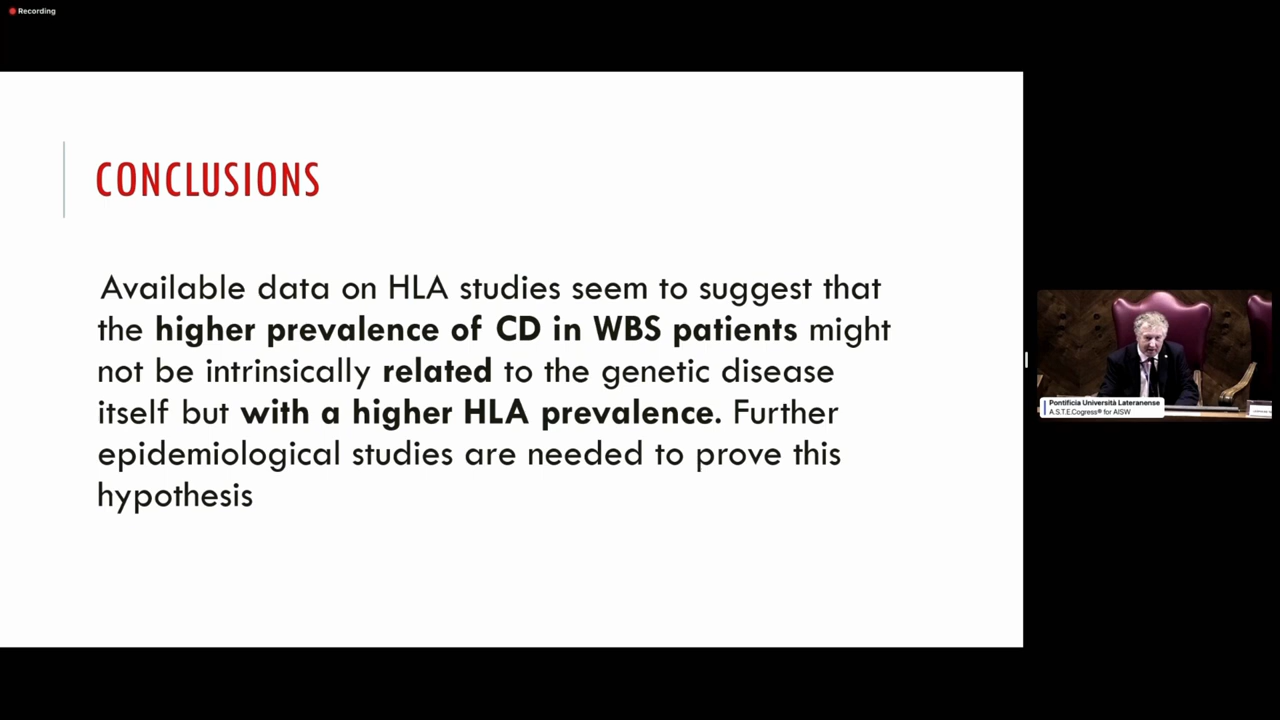 Recording
CONCLUSIONS
Available data on HLA studies seem to suggest that
the higher prevalence of CD in WBS patients might
not be intrinsically related to the genetic disease
itself but with a higher HLA prevalence. Further
epidemiological studies are needed to prove this
hypothesis
Pontificia Università Lateranense
A.S.T.E.Cogress® for AISW